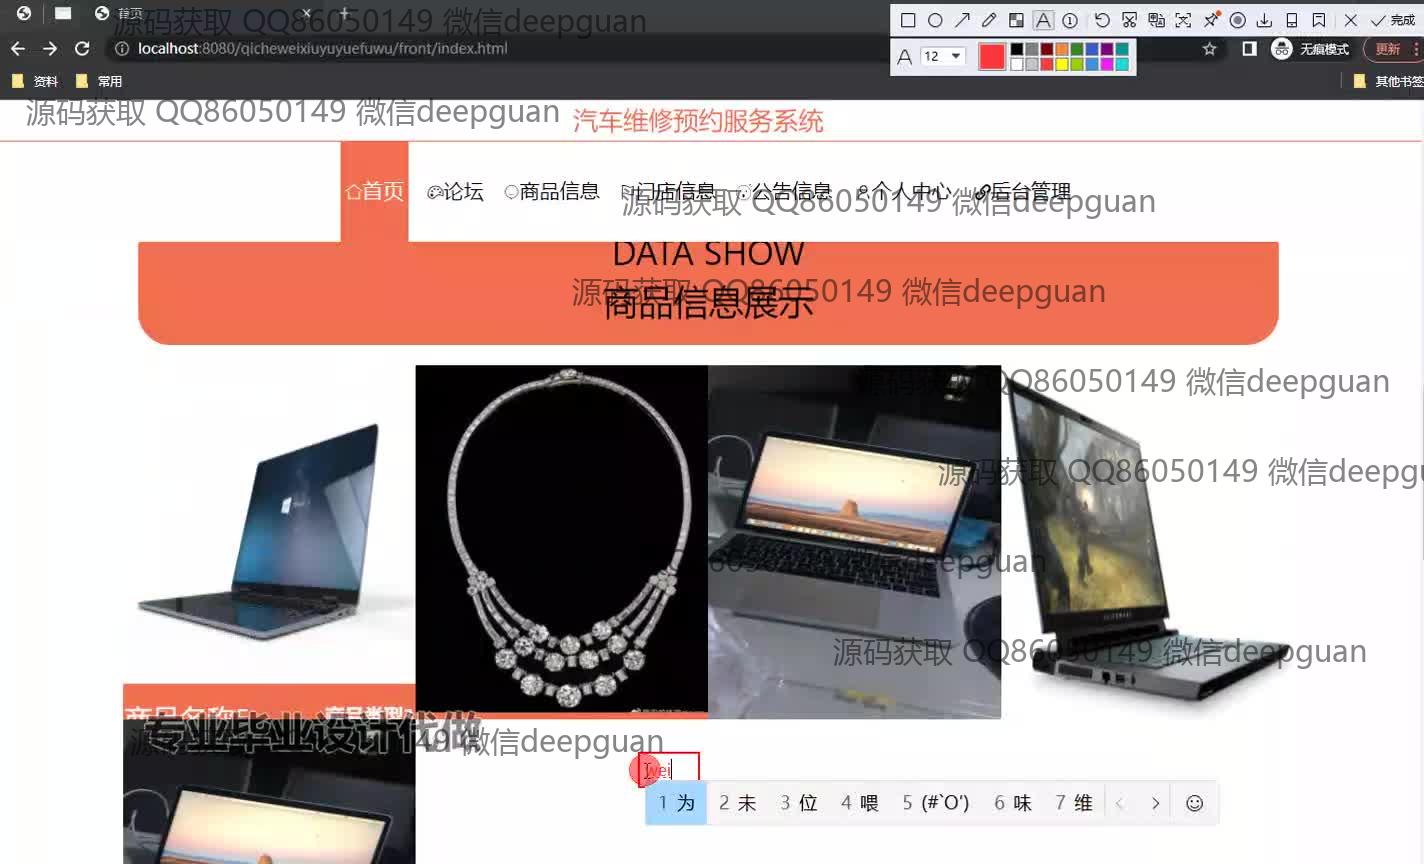 首页
源码获取 QQ86050149 微信deepguan
完成
localhost:8080/qicheweixiuyuyuefuwu/front/index.html
12
无痕模式
更新
资料
常用
其他书签
源码获取 QQ86050149 微信deepguan
汽车维修预约服务系统
首页
论坛
商品信息
门店信息
公告信息
个人中心
后台管理
源码获取 QQ86050149 微信deepguan
DATA SHOW
源码获取 QQ86050149 微信deepguan
商品信息展示
源码获取 QQ86050149 微信deepguan
源码获取 QQ86050149 微信deepgu
微信deepguan
源码获取 QQ86050149 微信deepguan
商品名称5
商品类型
专业毕业设计代做
源码获取 QQ86050149 微信deepguan
wei
1 为 2 未 3 位 4 喂 5 (#`O′) 6 味 7 维